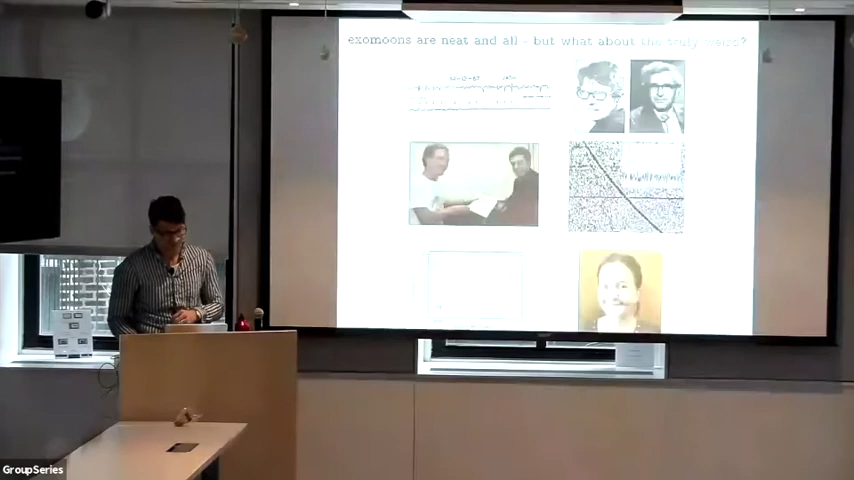 exomoons are neat and all - but what about the truly weird?
GroupSeries